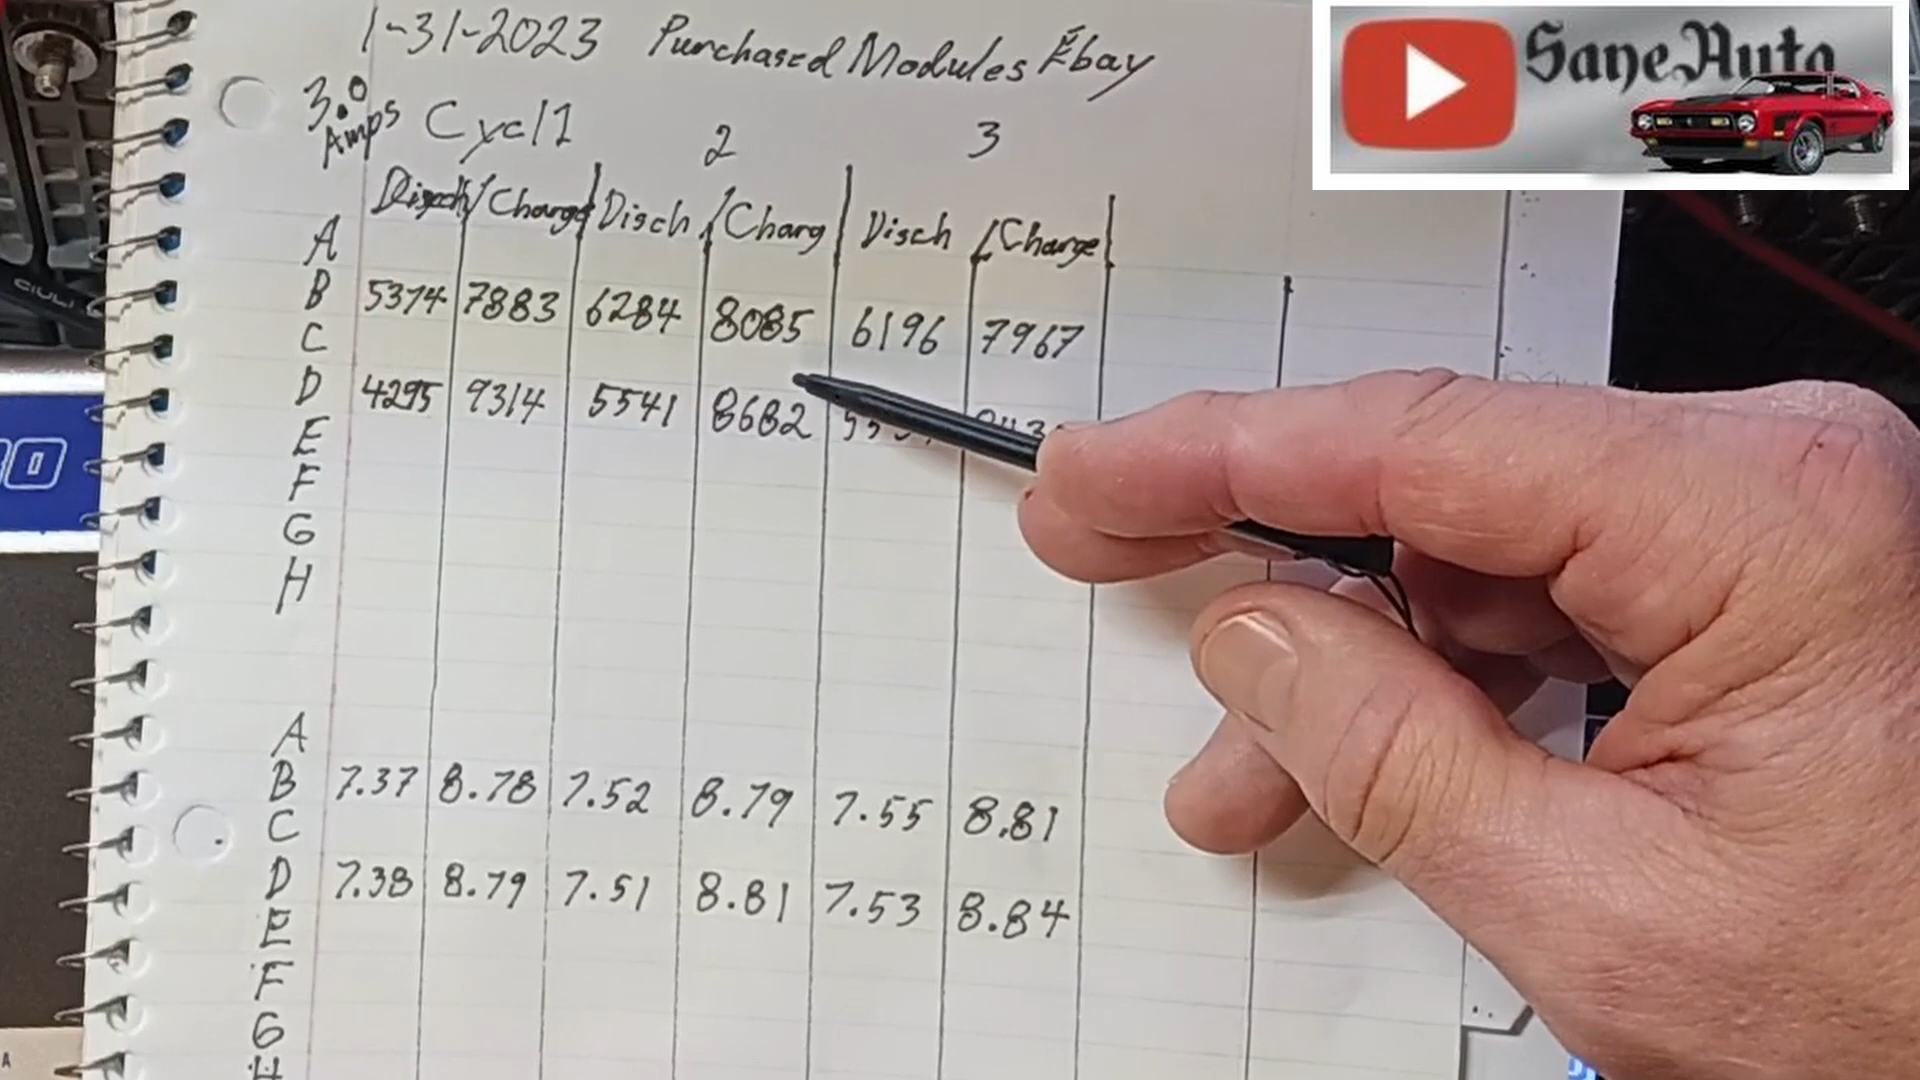 1-31-2023 Purchased Modules Ebay
SaneAuto
3.0 Amps Cycl 1 2 3
Disch/Charge Disch/Charg Disch/Charge
A
B 5374 7883 6284 8085 6196 7967
C
D 4295 9314 5541 8682
E
F
G
H
A
B 7.37 8.78 7.52 8.79 7.55 8.81
C
D 7.38 8.79 7.51 8.81 7.53 8.84
E
F
G
H
CIULI
A